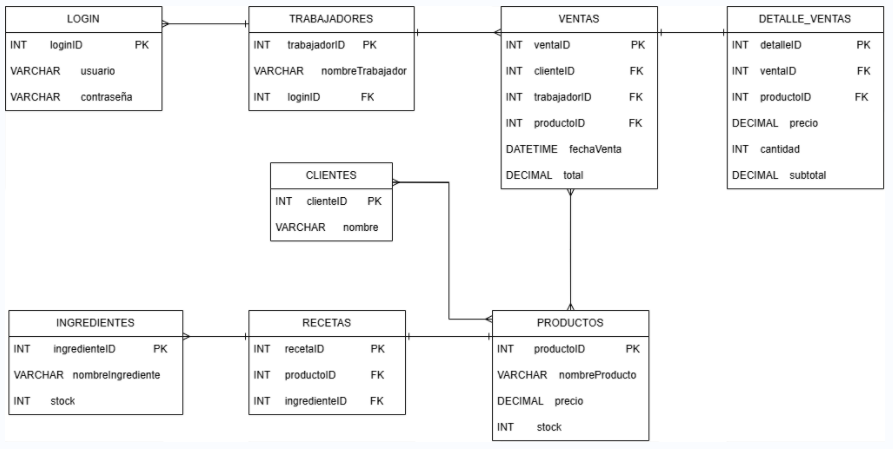 LOGIN
INT loginID PK
VARCHAR usuario
VARCHAR contraseña
TRABAJADORES
INT trabajadorID PK
VARCHAR nombreTrabajador
INT loginID FK
VENTAS
INT ventaID PK
INT clienteID FK
INT trabajadorID FK
INT productoID FK
DATETIME fechaVenta
DECIMAL total
DETALLE_VENTAS
INT detalleID PK
INT ventaID FK
INT productoID FK
DECIMAL precio
INT cantidad
DECIMAL subtotal
CLIENTES
INT clienteID PK
VARCHAR nombre
INGREDIENTES
INT ingredienteID PK
VARCHAR nombreIngrediente
INT stock
RECETAS
INT recetaID PK
INT productoID FK
INT ingredienteID FK
PRODUCTOS
INT productoID PK
VARCHAR nombreProducto
DECIMAL precio
INT stock